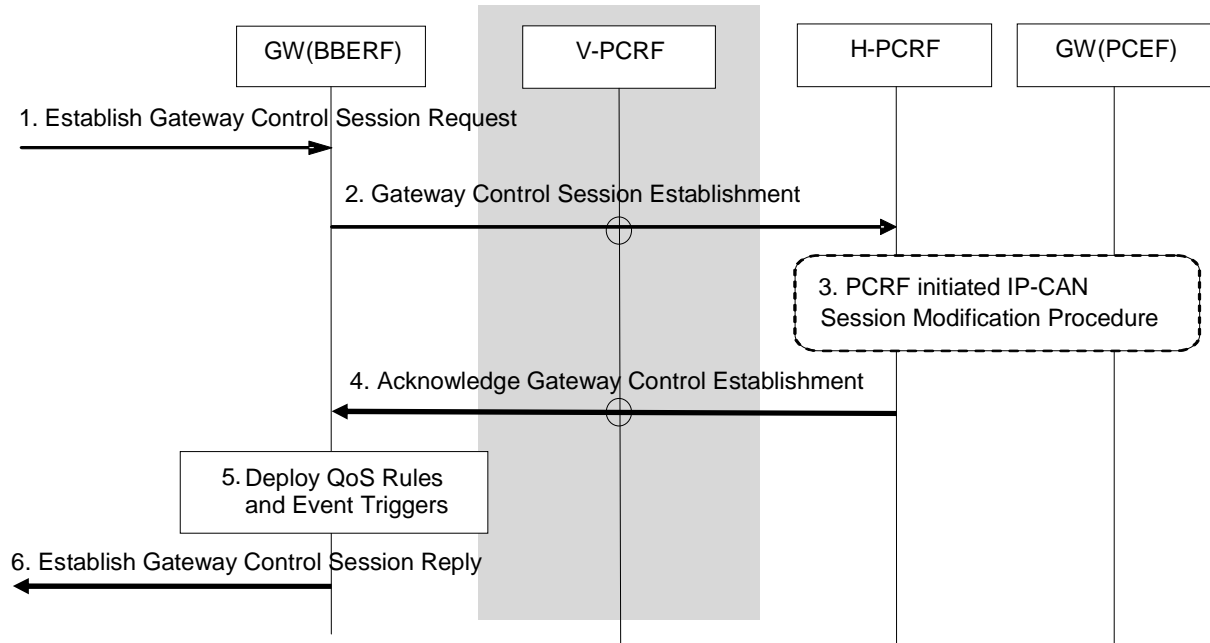 GW(BBERF)
V-PCRF
H-PCRF
GW(PCEF)
1. Establish Gateway Control Session Request
2. Gateway Control Session Establishment
3. PCRF initiated IP-CAN
Session Modification Procedure
4. Acknowledge Gateway Control Establishment
5. Deploy QoS Rules
and Event Triggers
6. Establish Gateway Control Session Reply